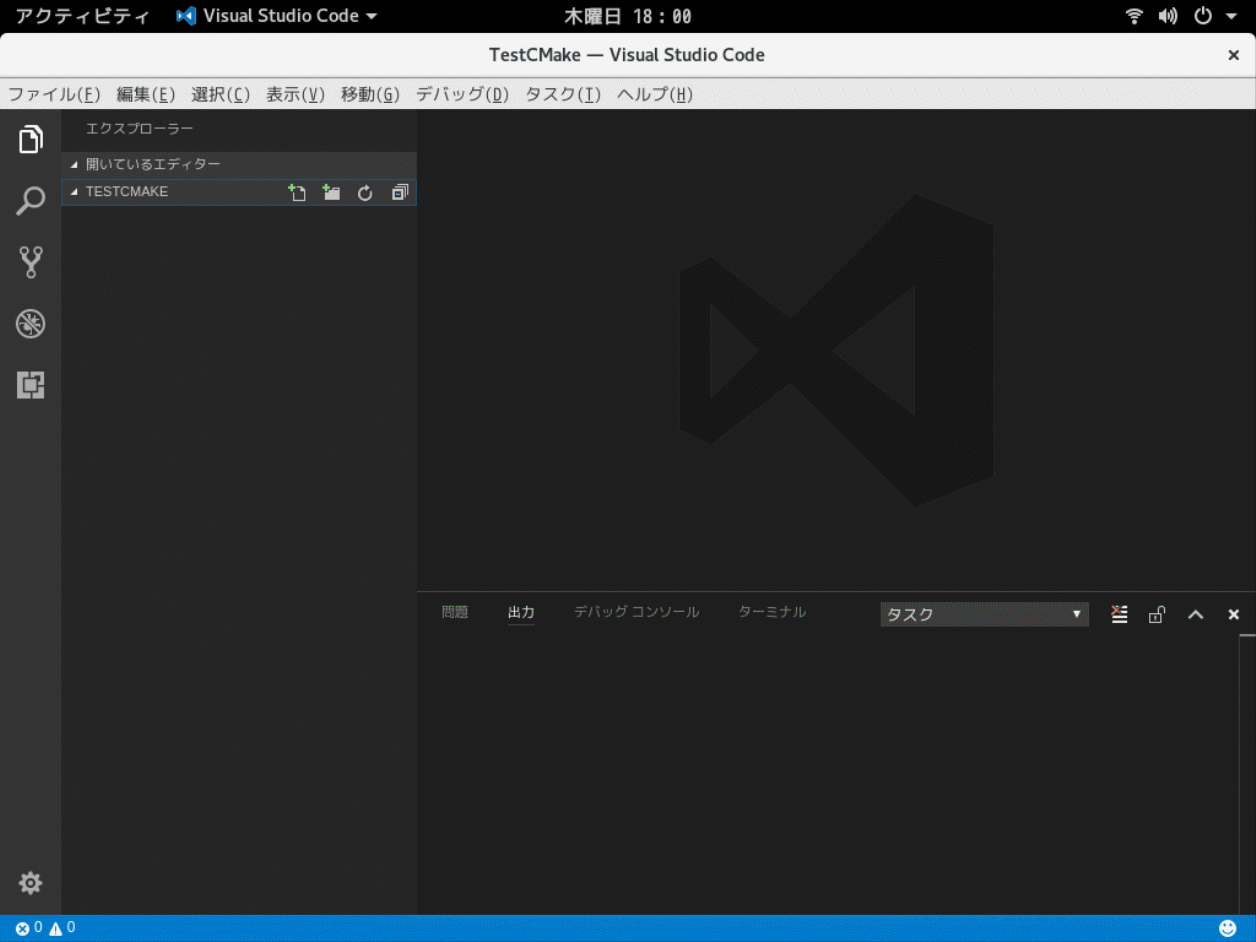 アクティビティ Visual Studio Code 木曜日 18：00
TestCMake — Visual Studio Code
ファイル(F) 編集(E) 選択(C) 表示(V) 移動(G) デバッグ(D) タスク(T) ヘルプ(H)
エクスプローラー
開いているエディター
TESTCMAKE
問題 出力 デバッグ コンソール ターミナル タスク
0 0